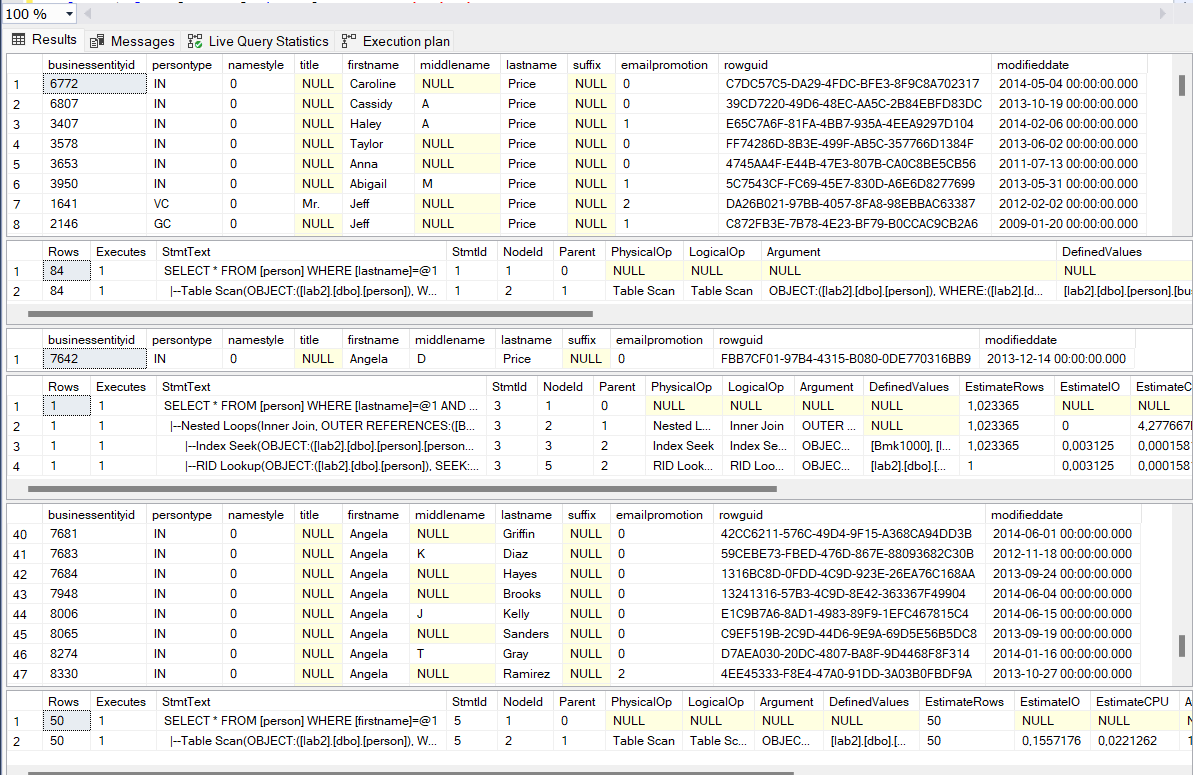 100 %
Results Messages Live Query Statistics Execution plan
businessentityid persontype namestyle title firstname middlename lastname suffix emailpromotion rowguid modifieddate
1 6772 IN 0 NULL Caroline NULL Price NULL 0 C7DC57C5-DA29-4FDC-BFE3-8F9C8A702317 2014-05-04 00:00:00.000
2 6807 IN 0 NULL Cassidy A Price NULL 0 39CD7220-49D6-48EC-AA5C-2B84EBFD83DC 2013-10-19 00:00:00.000
3 3407 IN 0 NULL Haley A Price NULL 1 E65C7A6F-81FA-4BB7-935A-4EEA9297D104 2014-02-06 00:00:00.000
4 3578 IN 0 NULL Taylor NULL Price NULL 0 FF74286D-8B3E-499F-AB5C-357766D1384F 2013-06-02 00:00:00.000
5 3653 IN 0 NULL Anna NULL Price NULL 0 4745AA4F-E44B-47E3-807B-CA0C8BE5CB56 2011-07-13 00:00:00.000
6 3950 IN 0 NULL Abigail M Price NULL 1 5C7543CF-FC69-45E7-830D-A6E6D8277699 2013-05-31 00:00:00.000
7 1641 VC 0 Mr. Jeff NULL Price NULL 2 DA26B021-97BB-4057-8FA8-98EBBAC63387 2012-02-02 00:00:00.000
8 2146 GC 0 NULL Jeff NULL Price NULL 1 C872FB3E-7B78-4E23-BF79-B0CCAC9CB2A6 2009-01-20 00:00:00.000
Rows Executes StmtText StmtId NodeId Parent PhysicalOp LogicalOp Argument DefinedValues
1 84 1 SELECT * FROM [person] WHERE [lastname]=@1 1 1 0 NULL NULL NULL NULL
2 84 1 |--Table Scan(OBJECT:([lab2].[dbo].[person]), W... 1 2 1 Table Scan Table Scan OBJECT:([lab2].[dbo].[person]), WHERE:([lab2].[d... [lab2].[dbo].[person].[bus
businessentityid persontype namestyle title firstname middlename lastname suffix emailpromotion rowguid modifieddate
1 7642 IN 0 NULL Angela D Price NULL 0 FBB7CF01-97B4-4315-B080-0DE770316BB9 2013-12-14 00:00:00.000
Rows Executes StmtText StmtId NodeId Parent PhysicalOp LogicalOp Argument DefinedValues EstimateRows EstimateIO EstimateC
1 1 1 SELECT * FROM [person] WHERE [lastname]=@1 AND ... 3 1 0 NULL NULL NULL NULL 1,023365 NULL NULL
2 1 1 |--Nested Loops(Inner Join, OUTER REFERENCES:([B... 3 2 1 Nested L... Inner Join OUTER ... NULL 1,023365 0 4,277667
3 1 1 |--Index Seek(OBJECT:([lab2].[dbo].[person].[person... 3 3 2 Index Seek Index Se... OBJEC... [Bmk1000], [l... 1,023365 0,003125 0,0001581
4 1 1 |--RID Lookup(OBJECT:([lab2].[dbo].[person]), SEEK:... 3 5 2 RID Look... RID Loo... OBJEC... [lab2].[dbo].[... 1 0,003125 0,0001581
businessentityid persontype namestyle title firstname middlename lastname suffix emailpromotion rowguid modifieddate
40 7681 IN 0 NULL Angela NULL Griffin NULL 0 42CC6211-576C-49D4-9F15-A368CA94DD3B 2014-06-01 00:00:00.000
41 7683 IN 0 NULL Angela K Diaz NULL 0 59CEBE73-FBED-476D-867E-88093682C30B 2012-11-18 00:00:00.000
42 7684 IN 0 NULL Angela NULL Hayes NULL 0 1316BC8D-0FDD-4C9D-923E-26EA76C168AA 2013-09-24 00:00:00.000
43 7948 IN 0 NULL Angela NULL Brooks NULL 0 13241316-57B3-4C9D-8E42-363367F49904 2014-06-04 00:00:00.000
44 8006 IN 0 NULL Angela J Kelly NULL 0 E1C9B7A6-8AD1-4983-89F9-1EFC467815C4 2014-06-15 00:00:00.000
45 8065 IN 0 NULL Angela NULL Sanders NULL 0 C9EF519B-2C9D-44D6-9E9A-69D5E56B5DC8 2013-09-19 00:00:00.000
46 8274 IN 0 NULL Angela T Gray NULL 0 D7AEA030-20DC-4807-BA8F-9D4468F8F314 2014-01-16 00:00:00.000
47 8330 IN 0 NULL Angela NULL Ramirez NULL 2 4EE45333-F8E4-47A0-91DD-3A03B0FBDF9A 2013-10-27 00:00:00.000
Rows Executes StmtText StmtId NodeId Parent PhysicalOp LogicalOp Argument DefinedValues EstimateRows EstimateIO EstimateCPU A
1 50 1 SELECT * FROM [person] WHERE [firstname]=@1 5 1 0 NULL NULL NULL NULL 50 NULL NULL
2 50 1 |--Table Scan(OBJECT:([lab2].[dbo].[person]), W... 5 2 1 Table Scan Table Sc... OBJEC... [lab2].[dbo].[... 50 0,1557176 0,0221262